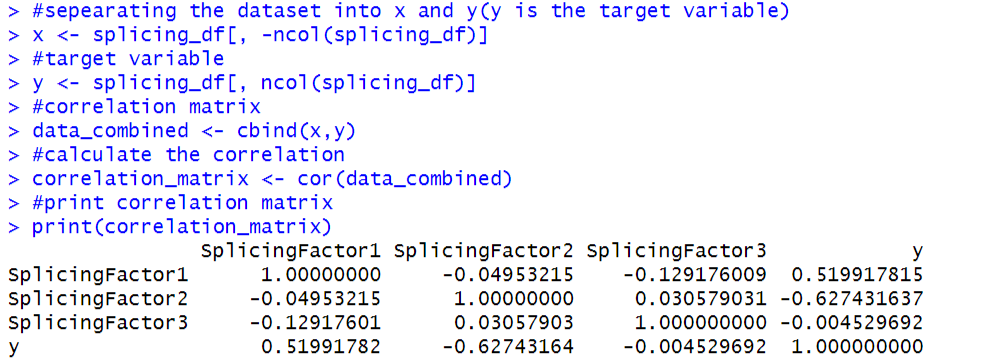 > #sepearating the dataset into x and y(y is the target variable)
> x <- splicing_df[, -ncol(splicing_df)]
> #target variable
> y <- splicing_df[, ncol(splicing_df)]
> #correlation matrix
> data_combined <- cbind(x,y)
> #calculate the correlation
> correlation_matrix <- cor(data_combined)
> #print correlation matrix
> print(correlation_matrix)
                SplicingFactor1 SplicingFactor2 SplicingFactor3            y
SplicingFactor1      1.00000000     -0.04953215    -0.129176009  0.519917815
SplicingFactor2     -0.04953215      1.00000000     0.030579031 -0.627431637
SplicingFactor3     -0.12917601      0.03057903     1.000000000 -0.004529692
y                    0.51991782     -0.62743164    -0.004529692  1.000000000